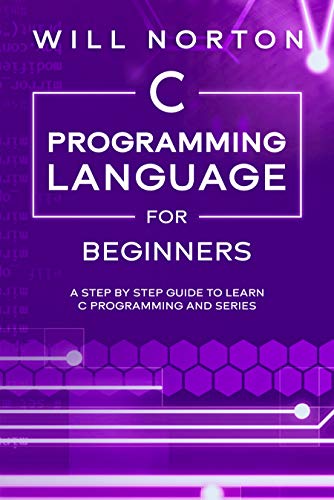 WILL NORTON
C
PROGRAMMING
LANGUAGE
FOR
BEGINNERS
A STEP BY STEP GUIDE TO LEARN
C PROGRAMMING AND SERIES